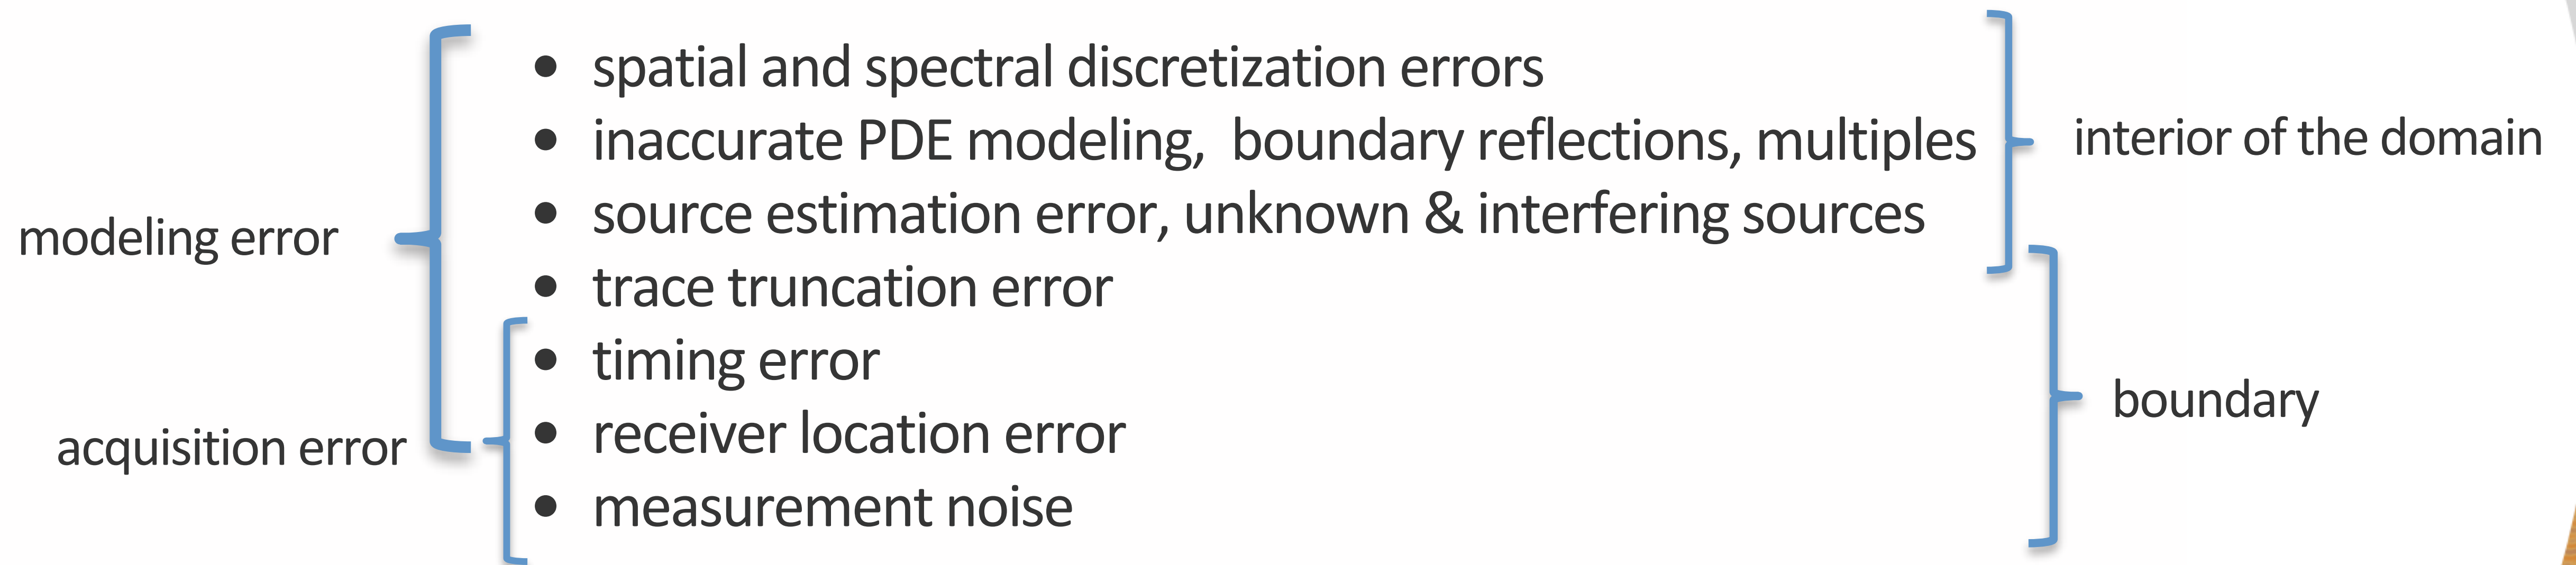 • spatial and spectral discretization errors
• inaccurate PDE modeling, boundary reflections, multiples
interior of the domain
• source estimation error, unknown & interfering sources
modeling error
• trace truncation error
• timing error
boundary
• receiver location error
acquisition error
• measurement noise